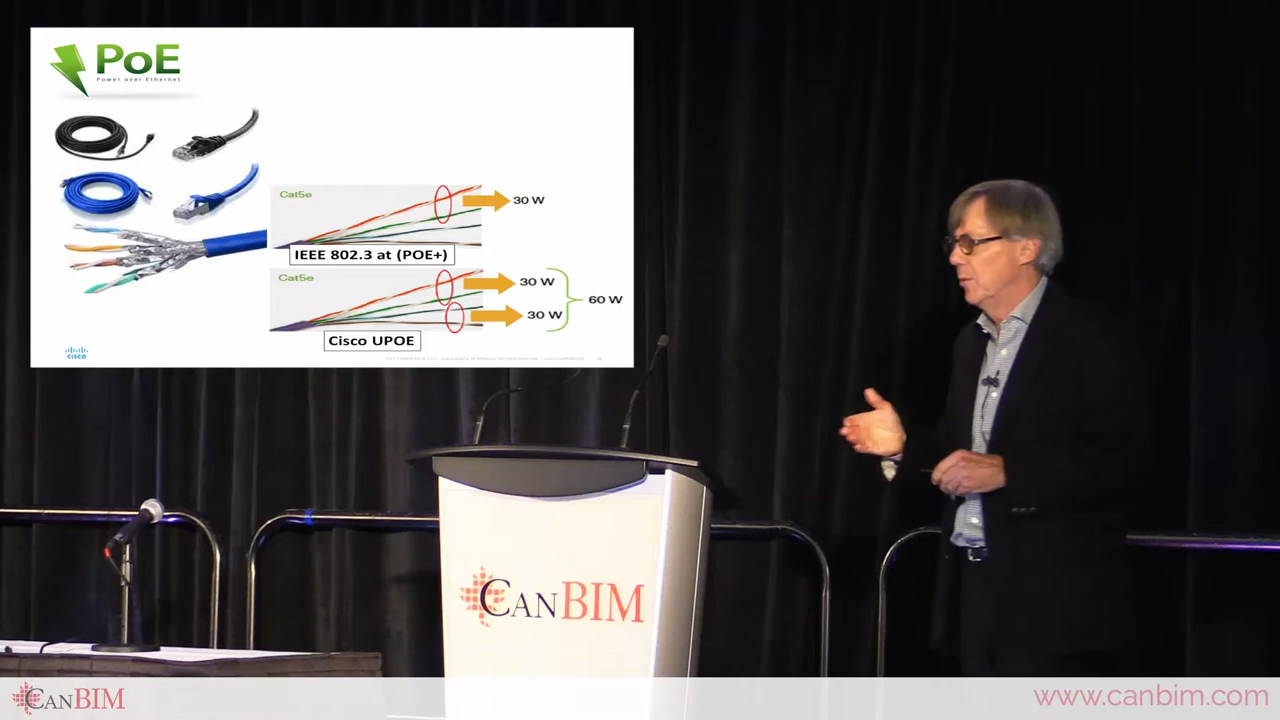 PoE
Power over Ethernet
Cat5e
30 W
IEEE 802.3 at (POE+)
Cat5e
30 W
60 W
30 W
Cisco UPOE
CISCO
CANBIM
CANBIM
www.canbim.com